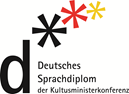 d
Deutsches
Sprachdiplom
der Kultusministerkonferenz